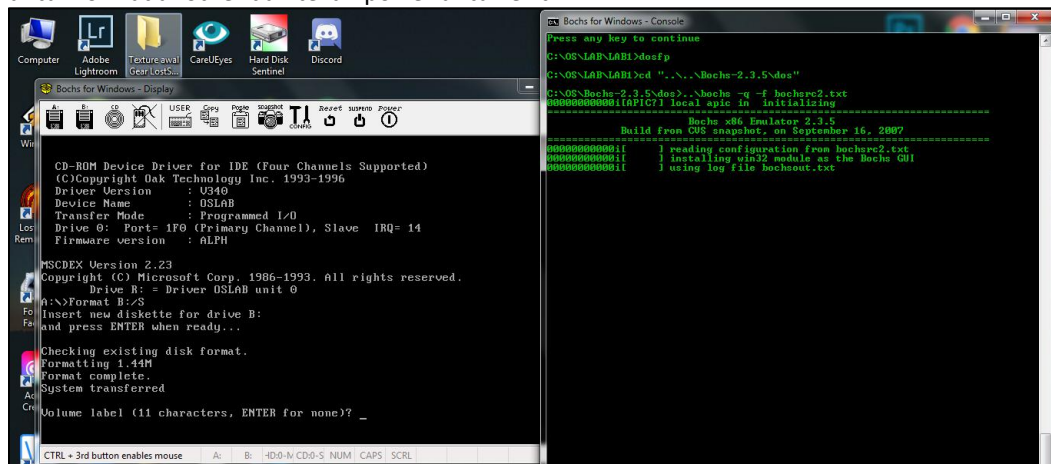 Computer
Adobe Lightroom
Texture awal Gear LostS...
CareUEyes
Hard Disk Sentinel
Discord
Bochs for Windows - Display
A:
B:
CD
USER
Copy
Paste
snapshot
CONFIG
Reset
suspend
Power
CD-ROM Device Driver for IDE (Four Channels Supported)
(C)Copyright Oak Technology Inc. 1993-1996
Driver Version : V340
Device Name : OSLAB
Transfer Mode : Programmed I/O
Drive 0: Port= 1F0 (Primary Channel), Slave IRQ= 14
Firmware version : ALPH
MSCDEX Version 2.23
Copyright (C) Microsoft Corp. 1986-1993. All rights reserved.
Drive R: = Driver OSLAB unit 0
A:\>Format B:/S
Insert new diskette for drive B:
and press ENTER when ready...
Checking existing disk format.
Formatting 1.44M
Format complete.
System transferred
Volume label (11 characters, ENTER for none)? _
CTRL + 3rd button enables mouse A: B: NUM CAPS SCRL
Bochs for Windows - Console
Press any key to continue
C:\OS\LAB\LAB1>dosfp
C:\OS\LAB\LAB1>cd "..\..\Bochs-2.3.5\dos"
C:\OS\Bochs-2.3.5\dos>..\bochs -q -f bochsrc2.txt
00000000000i[APIC?] local apic in initializing
========================================================================
Bochs x86 Emulator 2.3.5
Build from CVS snapshot, on September 16, 2007
========================================================================
00000000000i[ ] reading configuration from bochsrc2.txt
00000000000i[ ] installing win32 module as the Bochs GUI
00000000000i[ ] using log file bochsout.txt